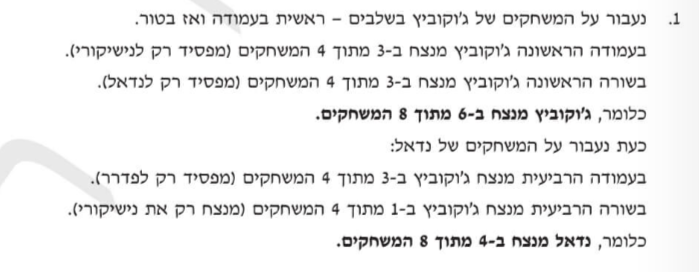 1. נעבור על המשחקים של ג'וקוביץ בשלבים – ראשית בעמודה ואז בטור.
בעמודה הראשונה ג'וקוביץ מנצח ב-3 מתוך 4 המשחקים (מפסיד רק לנישיקורי).
בשורה הראשונה ג'וקוביץ מנצח ב-3 מתוך 4 המשחקים (מפסיד רק לנדאל).
כלומר, ג'וקוביץ מנצח ב-6 מתוך 8 המשחקים.
כעת נעבור על המשחקים של נדאל:
בעמודה הרביעית מנצח ג'וקוביץ ב-3 מתוך 4 המשחקים (מפסיד רק לפדרר).
בשורה הרביעית מנצח ג'וקוביץ ב-1 מתוך 4 המשחקים (מנצח רק את נישיקורי).
כלומר, נדאל מנצח ב-4 מתוך 8 המשחקים.